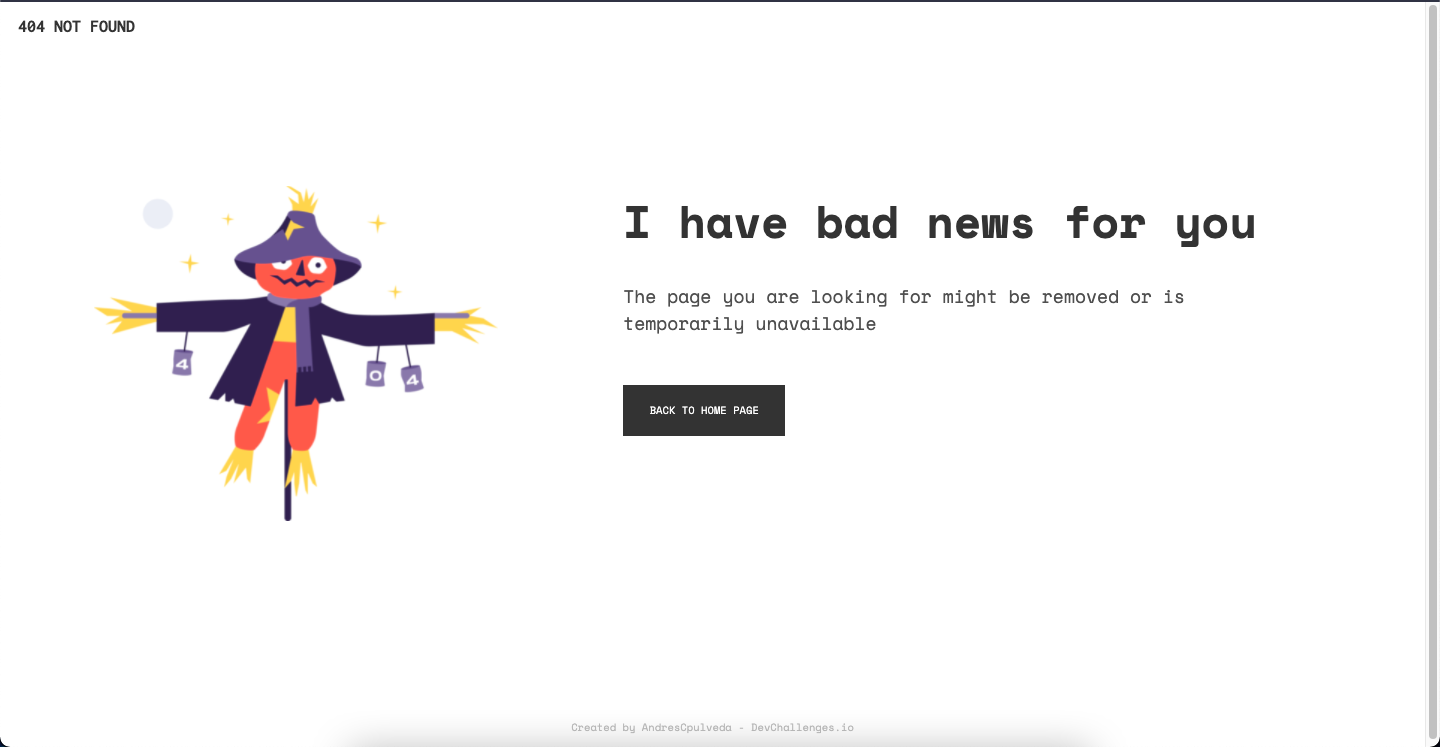 404 NOT FOUND
I have bad news for you
The page you are looking for might be removed or is
temporarily unavailable
4
0
4
BACK TO HOME PAGE
Created by AndresCpulveda - DevChallenges.io